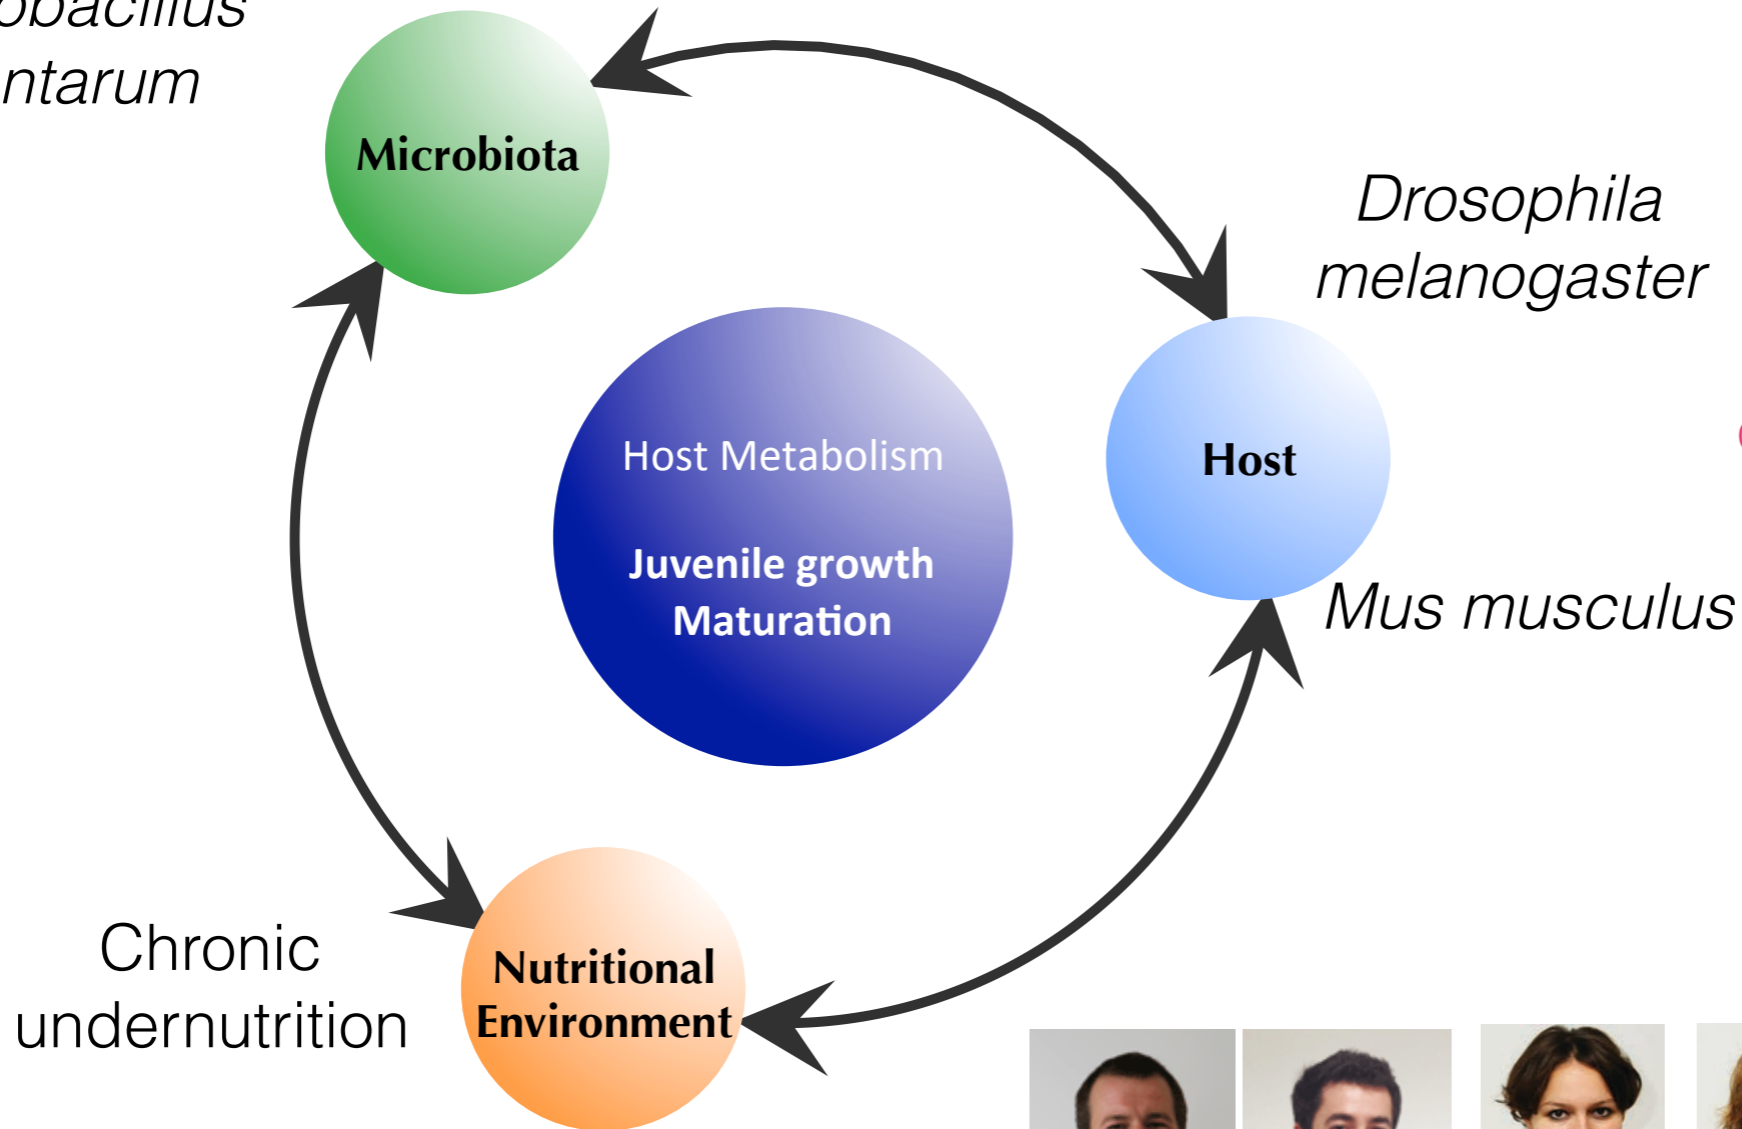 ntarum
Microbiota
Drosophila
melanogaster
Host Metabolism
Host
Juvenile growth
Maturation
Mus musculus
Chronic
undernutrition
Nutritional
Environment